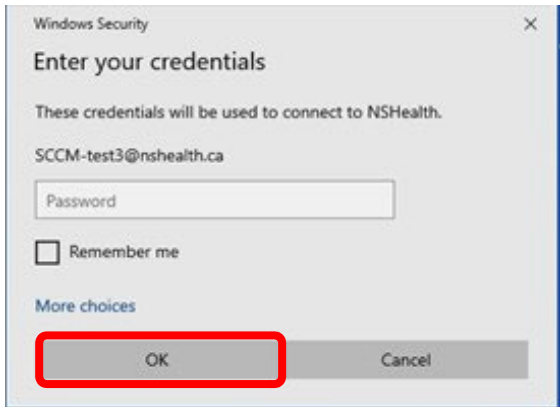 Windows Security
Enter your credentials
These credentials will be used to connect to NSHealth.
SCCM-test3@nshealth.ca
Password
Remember me
More choices
OK
Cancel